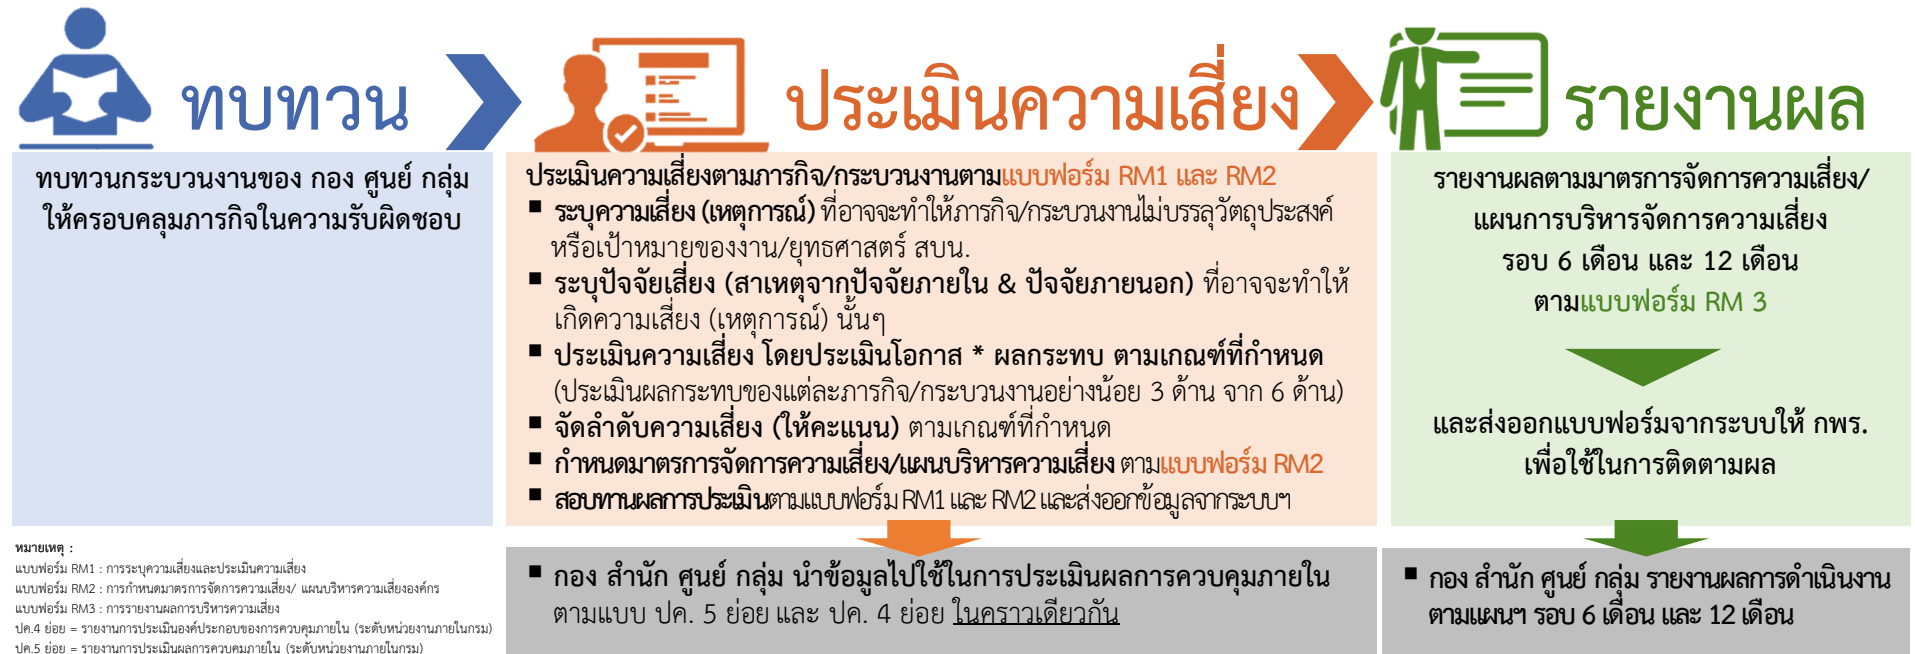 ทบทวน
ทบทวนกระบวนงานของ กอง ศูนย์ กลุ่ม
ให้ครอบคลุมภารกิจในความรับผิดชอบ
ประเมินความเสี่ยง
ประเมินความเสี่ยงตามภารกิจ/กระบวนงานตามแบบฟอร์ม RM1 และ RM2
▪ ระบุความเสี่ยง (เหตุการณ์) ที่อาจจะทำให้ภารกิจ/กระบวนงานไม่บรรลุวัตถุประสงค์
หรือเป้าหมายของงาน/ยุทธศาสตร์ สบน.
▪ ระบุปัจจัยเสี่ยง (สาเหตุจากปัจจัยภายใน & ปัจจัยภายนอก) ที่อาจจะทำให้
เกิดความเสี่ยง (เหตุการณ์) นั้นๆ
▪ ประเมินความเสี่ยง โดยประเมินโอกาส * ผลกระทบ ตามเกณฑ์ที่กำหนด
(ประเมินผลกระทบของแต่ละภารกิจ/กระบวนงานอย่างน้อย 3 ด้าน จาก 6 ด้าน)
▪ จัดลำดับความเสี่ยง (ให้คะแนน) ตามเกณฑ์ที่กำหนด
▪ กำหนดมาตรการจัดการความเสี่ยง/แผนบริหารความเสี่ยง ตามแบบฟอร์ม RM2
▪ สอบทานผลการประเมินตามแบบฟอร์ม RM1 และ RM2 และส่งออกข้อมูลจากระบบฯ
▪ กอง สำนัก ศูนย์ กลุ่ม นำข้อมูลไปใช้ในการประเมินผลการควบคุมภายใน
ตามแบบ ปค. 5 ย่อย และ ปค. 4 ย่อย ในคราวเดียวกัน
รายงานผล
รายงานผลตามมาตรการจัดการความเสี่ยง/
แผนการบริหารจัดการความเสี่ยง
รอบ 6 เดือน และ 12 เดือน
ตามแบบฟอร์ม RM 3
และส่งออกแบบฟอร์มจากระบบให้ กพร.
เพื่อใช้ในการติดตามผล
▪ กอง สำนัก ศูนย์ กลุ่ม รายงานผลการดำเนินงาน
ตามแผนฯ รอบ 6 เดือน และ 12 เดือน
หมายเหตุ :
แบบฟอร์ม RM1 : การระบุความเสี่ยงและประเมินความเสี่ยง
แบบฟอร์ม RM2 : การกำหนดมาตรการจัดการความเสี่ยง/ แผนบริหารความเสี่ยงองค์กร
แบบฟอร์ม RM3 : การรายงานผลการบริหารความเสี่ยง
ปค.4 ย่อย = รายงานการประเมินองค์ประกอบของการควบคุมภายใน (ระดับหน่วยงานภายในกรม)
ปค.5 ย่อย = รายงานการประเมินผลการควบคุมภายใน (ระดับหน่วยงานภายในกรม)